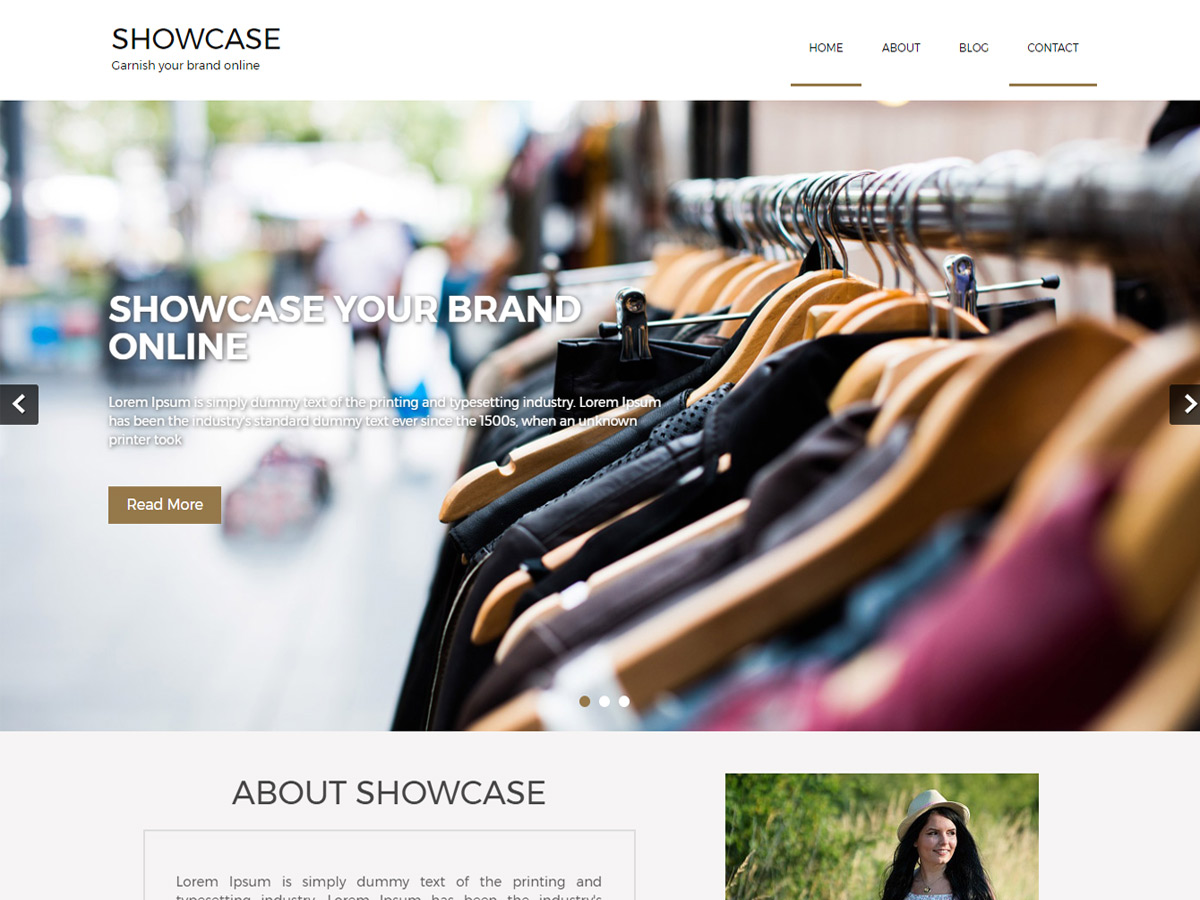 SHOWCASE
Garnish your brand online
HOME ABOUT BLOG CONTACT
SHOWCASE YOUR BRAND
ONLINE
Lorem Ipsum is simply dummy text of the printing and typesetting industry. Lorem Ipsum
has been the industry's standard dummy text ever since the 1500s, when an unknown
printer took
Read More
ABOUT SHOWCASE
Lorem Ipsum is simply dummy text of the printing and
typesetting industry. Lorem Ipsum has been the industry's